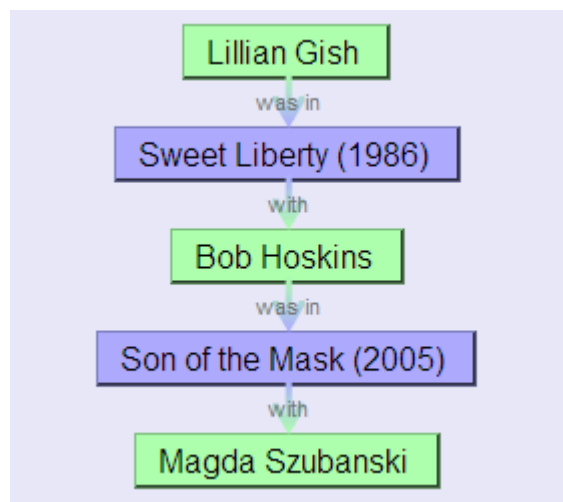 Lillian Gish
was in
Sweet Liberty (1986)
with
Bob Hoskins
was in
Son of the Mask (2005)
with
Magda Szubanski